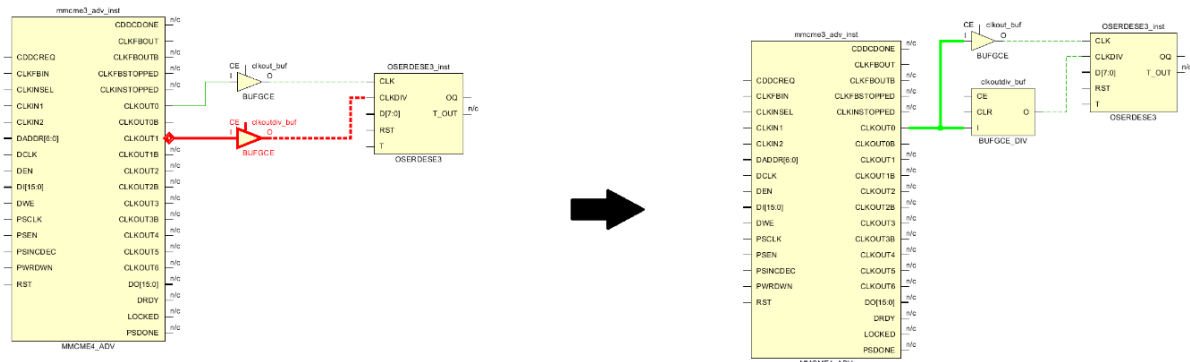 mmcme3_adv_inst
CDDCDONE n/c
CLKFBOUT
CDDCREQ CLKFBOUTB n/c
CLKFBIN CLKFBSTOPPED n/c
CLKINSEL CLKINSTOPPED n/c
CLKIN1 CLKOUT0
CLKIN2 CLKOUT0B n/c
DADDR[6:0] CLKOUT1
DCLK CLKOUT1B n/c
DEN CLKOUT2 n/c
DI[15:0] CLKOUT2B n/c
DWE CLKOUT3 n/c
PSCLK CLKOUT3B n/c
PSEN CLKOUT4 n/c
PSINCDEC CLKOUT5 n/c
PWRDWN CLKOUT6 n/c
RST DO[15:0] n/c
DRDY n/c
LOCKED n/c
PSDONE n/c
MMCME4_ADV
CE clkout_buf
I O
BUFGCE
CE clkoutdiv_buf
I O
BUFGCE
OSERDESE3_inst
CLK
CLKDIV OQ n/c
D[7:0] T_OUT n/c
RST
T
OSERDESE3
mmcme3_adv_inst
CDDCDONE n/c
CLKFBOUT
CDDCREQ CLKFBOUTB n/c
CLKFBIN CLKFBSTOPPED n/c
CLKINSEL CLKINSTOPPED n/c
CLKIN1 CLKOUT0
CLKIN2 CLKOUT0B n/c
DADDR[6:0] CLKOUT1 n/c
DCLK CLKOUT1B n/c
DEN CLKOUT2 n/c
DI[15:0] CLKOUT2B n/c
DWE CLKOUT3 n/c
PSCLK CLKOUT3B n/c
PSEN CLKOUT4 n/c
PSINCDEC CLKOUT5 n/c
PWRDWN CLKOUT6 n/c
RST DO[15:0] n/c
DRDY n/c
LOCKED n/c
PSDONE n/c
CE clkout_buf
I O
BUFGCE
clkoutdiv_buf
CE
CLR O
I
BUFGCE_DIV
OSERDESE3_inst
CLK
CLKDIV OQ
D[7:0] T_OUT n/c
RST
T
OSERDESE3